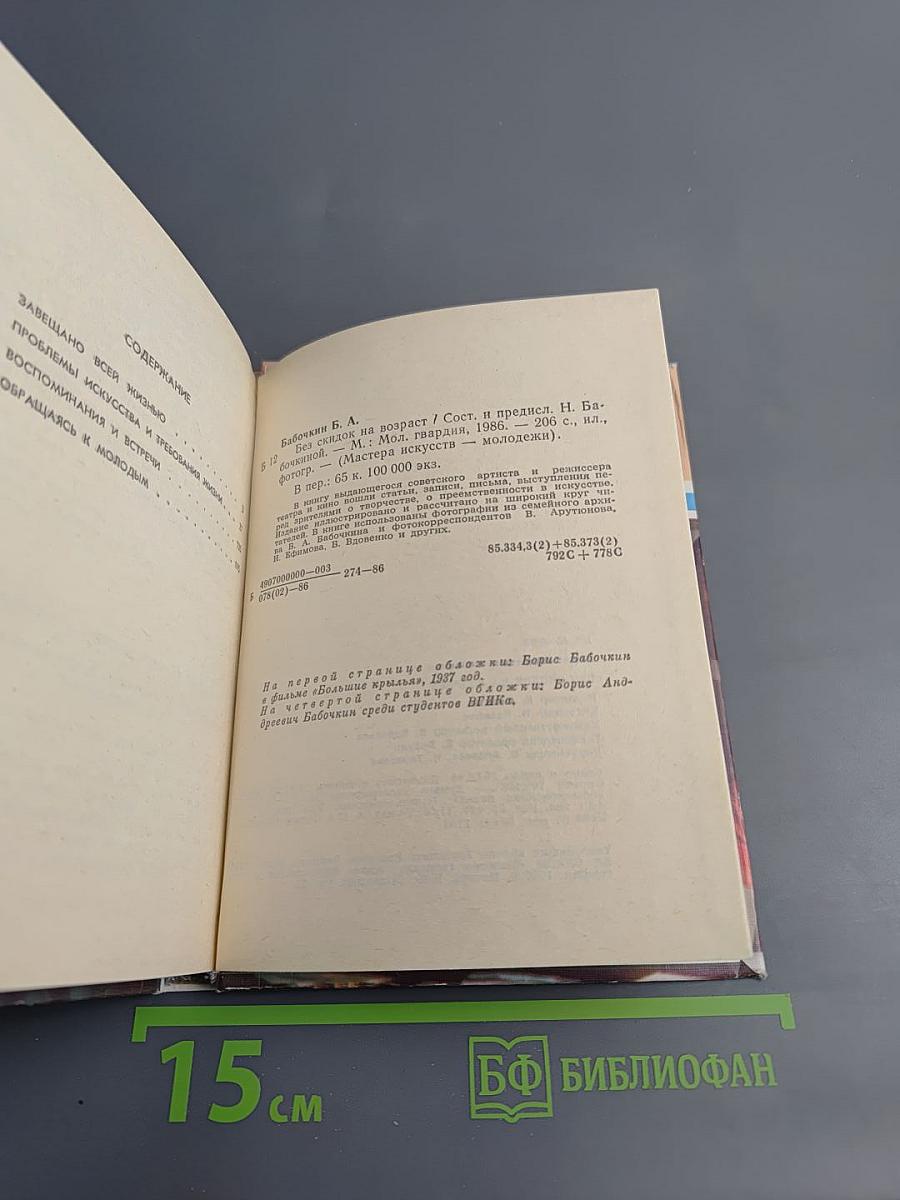 СОДЕРЖАНИЕ
ЗАВЕЩАНО ВСЕЙ ЖИЗНЬЮ
ПРОБЛЕМЫ ИСКУССТВА И ТРЕБОВАНИЯ ЖИЗНИ
ВОСПОМИНАНИЯ И ВСТРЕЧИ
ОБРАЩАЯСЬ К МОЛОДЫМ
Бабочкин Б. А.
Б 12 Без скидок на возраст / Сост. и предисл. Н. Ба-
бочкиной. — М.: Мол. гвардия, 1986. — 206 с., ил.,
фотогр. — (Мастера искусств — молодежи).
В пер.: 65 к. 100 000 экз.
В книгу выдающегося советского артиста и режиссера
театра и кино вошли статьи, записи, письма, выступления пе-
ред зрителями о творчестве, о преемственности в искусстве.
Издание иллюстрировано и рассчитано на широкий круг чи-
тателей. В книге использованы фотографии из семейного архи-
ва Б. А. Бабочкина и фотокорреспондентов В. Арутюнова,
Н. Ефимова, В. Вдовенко и других.
Б 4907000000—003 274—86
078(02)—86
85.334,3(2)+85.373(2)
792С+778С
На первой странице обложки: Борис Бабочкин
в фильме «Большие крылья», 1937 год.
На четвертой странице обложки: Борис Анд-
дреевич Бабочкин среди студентов ВГИКа.
15 см
БФ БИБЛИОФАН